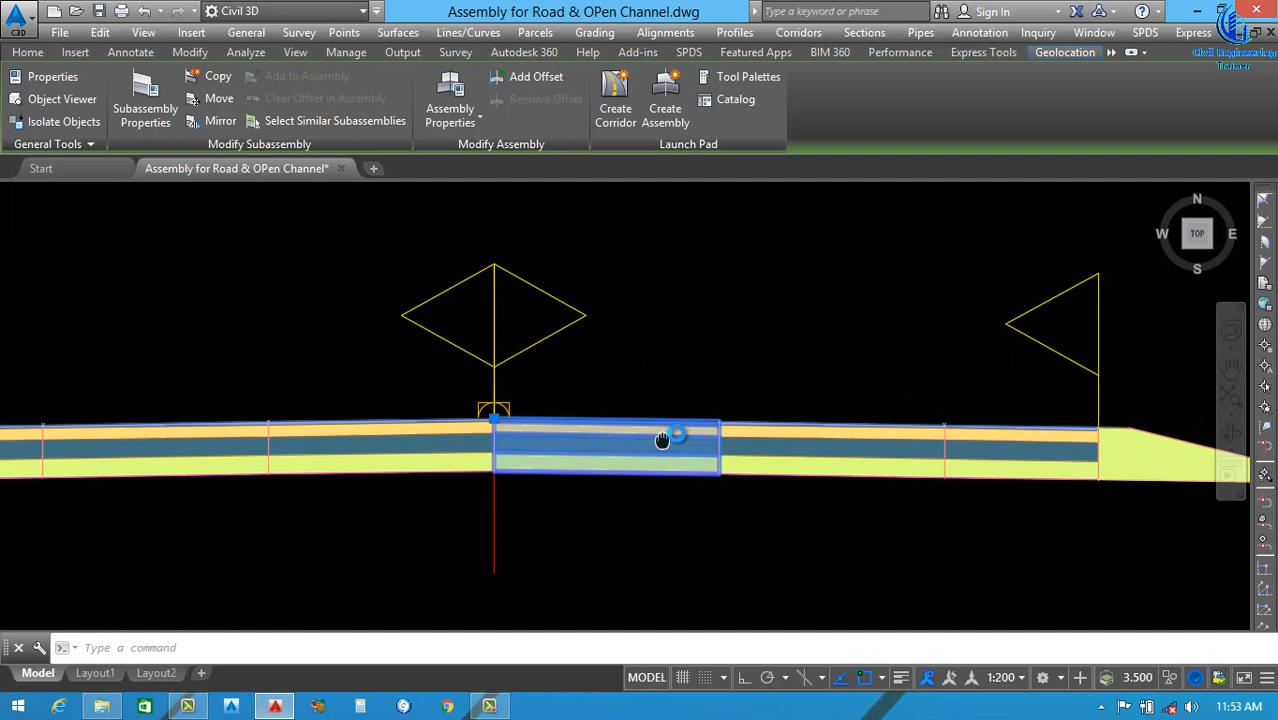 Civil 3D
Assembly for Road & OPen Channel.dwg
Type a keyword or phrase
Sign In
C3D
File Edit View Insert General Survey Points Surfaces Lines/Curves Parcels Grading Alignments Profiles Corridors Sections Pipes Annotation Inquiry Window Express
Home Insert Annotate Modify Analyze View Manage Output Survey Autodesk 360 Help Add-ins SPDS Featured Apps BIM 360 Performance Express Tools Geolocation
Civil Engineering
Trainer
Properties
Object Viewer
Isolate Objects
General Tools
Subassembly
Properties
Copy
Move
Mirror
Add to Assembly
Clear Offset in Assembly
Select Similar Subassemblies
Modify Subassembly
Assembly
Properties
Add Offset
Remove Offset
Modify Assembly
Create
Corridor
Create
Assembly
Tool Palettes
Catalog
Launch Pad
Start
Assembly for Road & OPen Channel*
N
W TOP E
S
Type a command
Model Layout1 Layout2
MODEL
1:200
3.500
11:53 AM